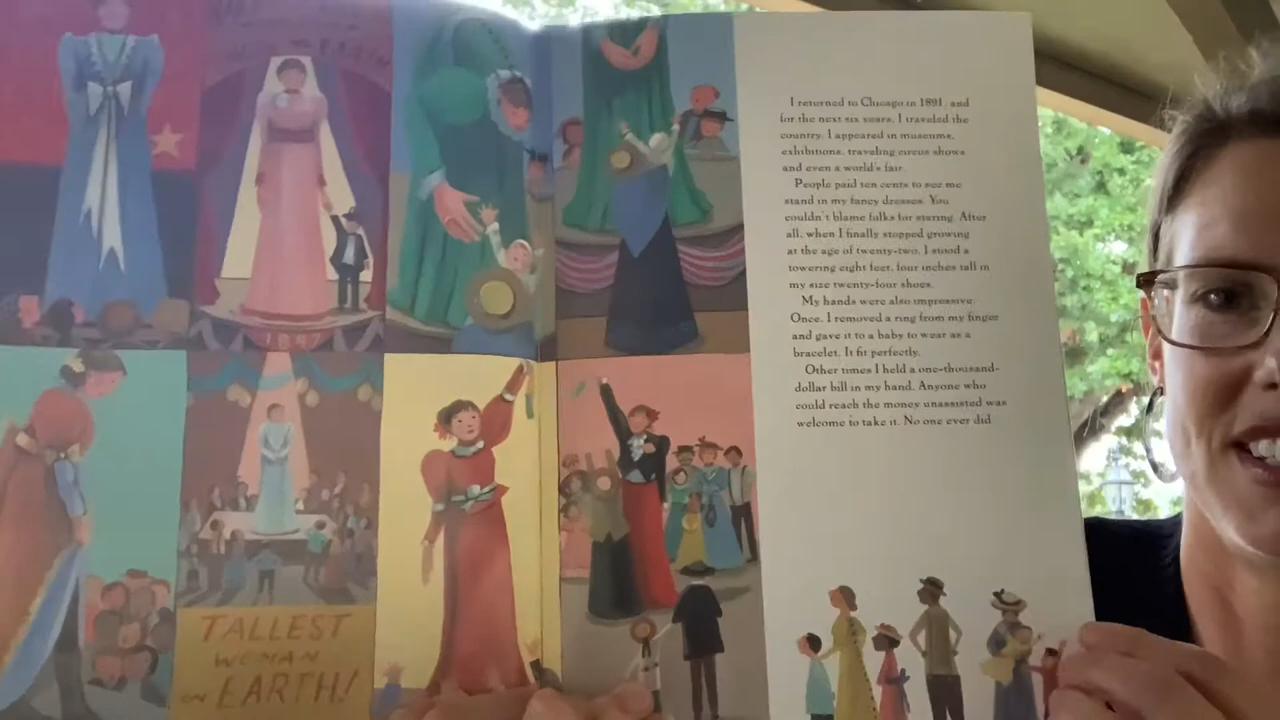 1897
TALLEST
WOMAN
ON EARTH!
I returned to Chicago in 1891, and
for the next six years, I traveled the
country. I appeared in museums,
exhibitions, traveling circus shows
and even a world's fair.
People paid ten cents to see me
stand in my fancy dresses. You
couldn't blame folks for staring. After
all, when I finally stopped growing
at the age of twenty-two, I stood a
towering eight feet, four inches tall in
my size twenty-four shoes.
My hands were also impressive.
Once, I removed a ring from my finger
and gave it to a baby to wear as a
bracelet. It fit perfectly.
Other times I held a one-thousand-
dollar bill in my hand. Anyone who
could reach the money unassisted was
welcome to take it. No one ever did